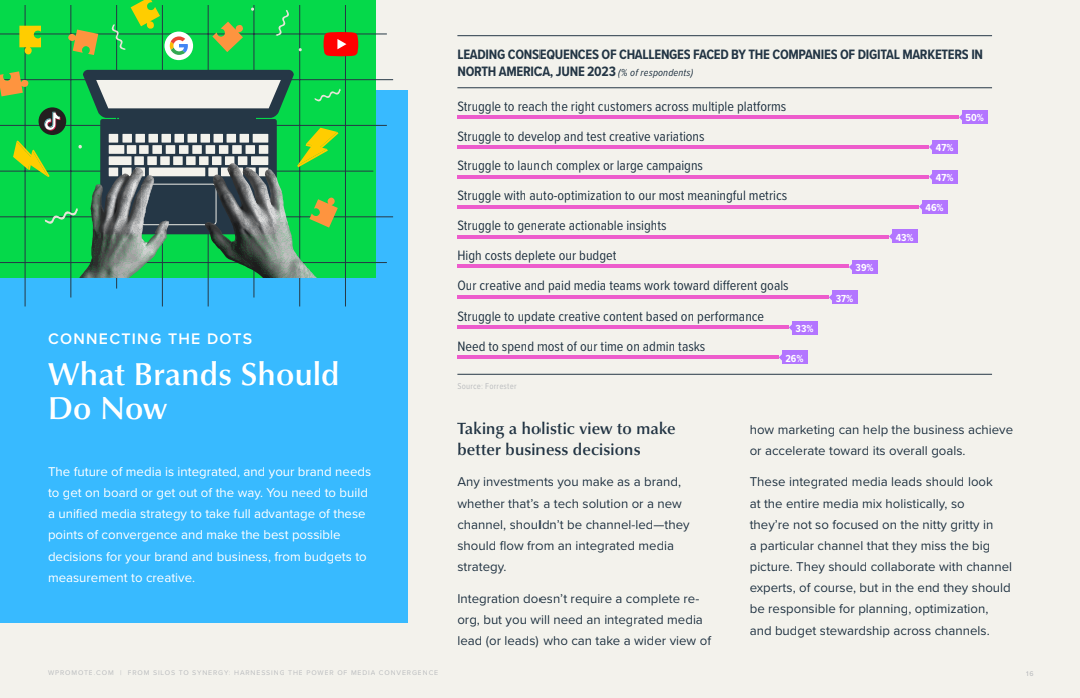 CONNECTING THE DOTS
What Brands Should
Do Now
The future of media is integrated, and your brand needs
to get on board or get out of the way. You need to build
a unified media strategy to take full advantage of these
points of convergence and make the best possible
decisions for your brand and business, from budgets to
measurement to creative.
LEADING CONSEQUENCES OF CHALLENGES FACED BY THE COMPANIES OF DIGITAL MARKETERS IN
NORTH AMERICA, JUNE 2023 (% of respondents)
Struggle to reach the right customers across multiple platforms
50%
Struggle to develop and test creative variations
47%
Struggle to launch complex or large campaigns
47%
Struggle with auto-optimization to our most meaningful metrics
46%
Struggle to generate actionable insights
43%
High costs deplete our budget
39%
Our creative and paid media teams work toward different goals
37%
Struggle to update creative content based on performance
33%
Need to spend most of our time on admin tasks
26%
Source: Forrester
Taking a holistic view to make
better business decisions
Any investments you make as a brand,
whether that's a tech solution or a new
channel, shouldn't be channel-led—they
should flow from an integrated media
strategy.
Integration doesn't require a complete re-
org, but you will need an integrated media
lead (or leads) who can take a wider view of
how marketing can help the business achieve
or accelerate toward its overall goals.
These integrated media leads should look
at the entire media mix holistically, so
they're not so focused on the nitty gritty in
a particular channel that they miss the big
picture. They should collaborate with channel
experts, of course, but in the end they should
be responsible for planning, optimization,
and budget stewardship across channels.
WPROMOTE.COM / FROM SILOS TO SYNERGY: HARNESSING THE POWER OF MEDIA CONVERGENCE
16